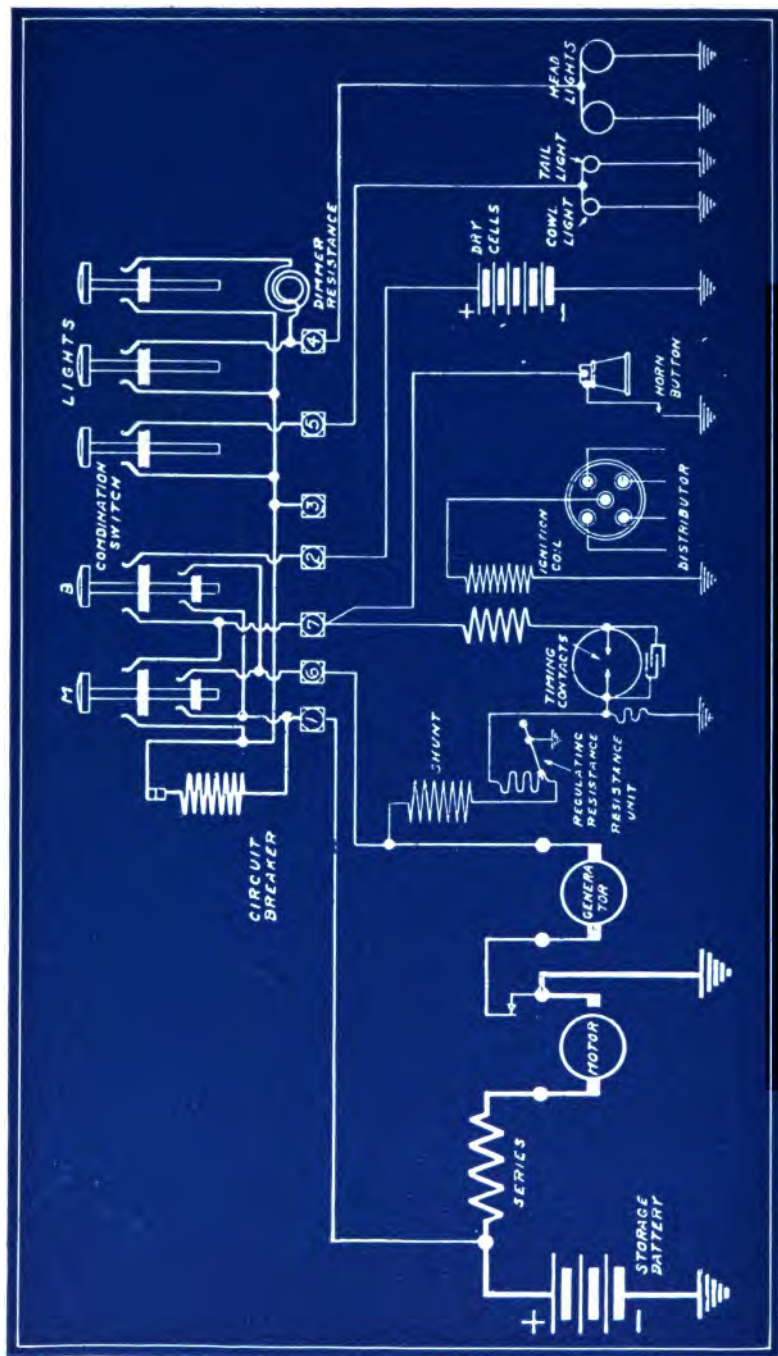 LIGHTS
M
B
COMBINATION
SWITCH
CIRCUIT
BREAKER
1
6
7
2
3
5
4
DIMMER
RESISTANCE
SHUNT
REGULATING
RESISTANCE
RESISTANCE
UNIT
TIMING
CONTACTS
IGNITION
COIL
DISTRIBUTOR
HORN
BUTTON
DRY
CELLS
+
-
COWL
LIGHT
TAIL
LIGHT
HEAD
LIGHTS
SERIES
MOTOR
GENERA
TOR
+
-
STORAGE
BATTERY